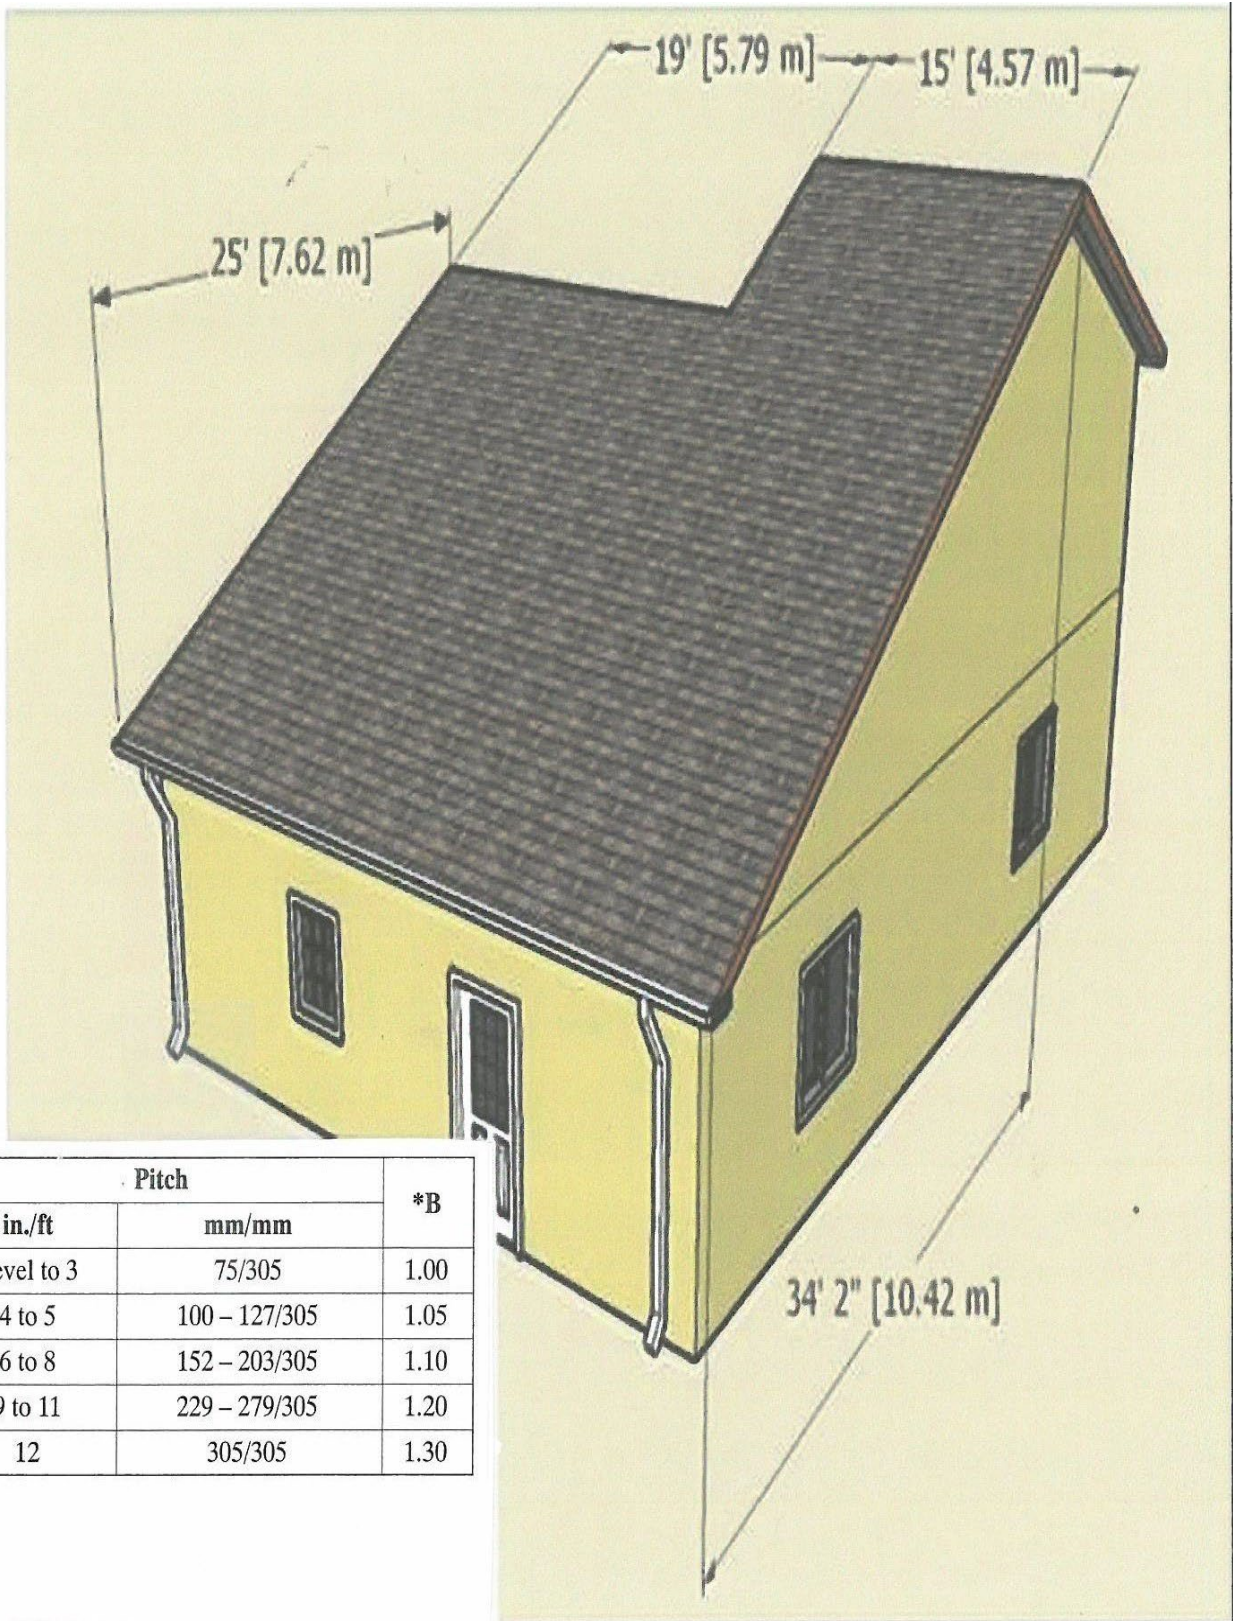 19' [5.79 m]
15' [4.57 m]
25' [7.62 m]
34' 2" [10.42 m]
Pitch *B
in./ft mm/mm
evel to 3 75/305 1.00
4 to 5 100 – 127/305 1.05
6 to 8 152 – 203/305 1.10
9 to 11 229 – 279/305 1.20
12 305/305 1.30